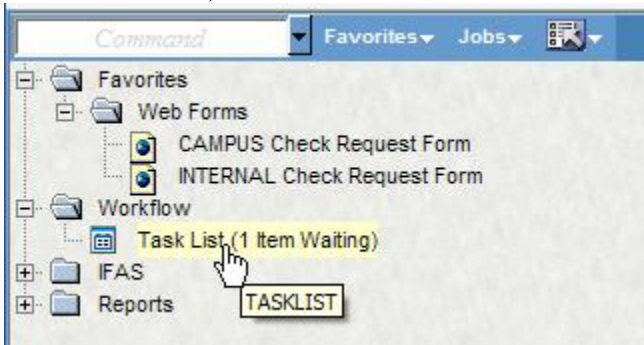 Command Favorites Jobs
Favorites
Web Forms
CAMPUS Check Request Form
INTERNAL Check Request Form
Workflow
Task List (1 Item Waiting)
IFAS
Reports
TASKLIST